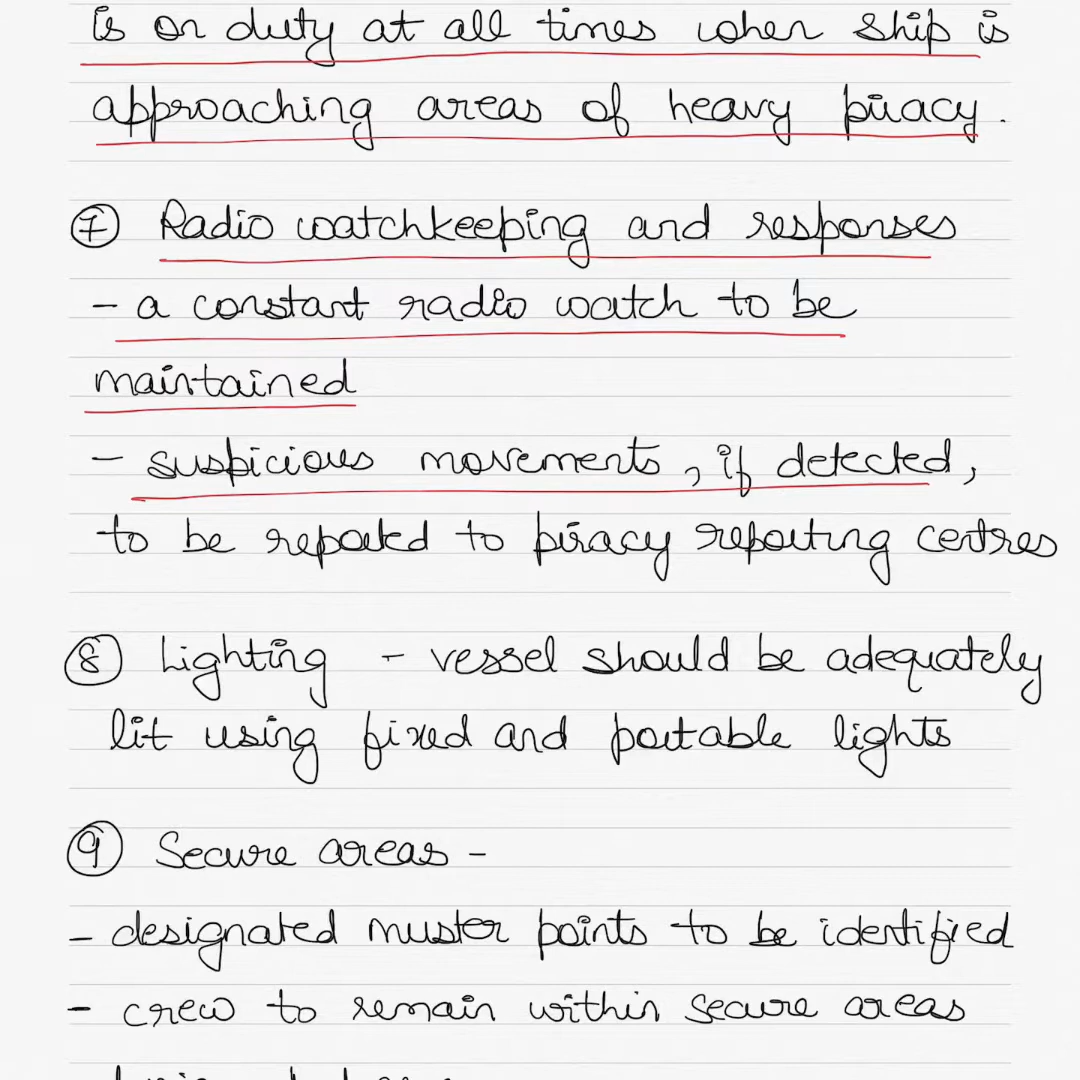 is on duty at all times when ship is
approaching areas of heavy piracy.
⑦ Radio watchkeeping and responses
- a constant radio watch to be
maintained
- suspicious movements, if detected,
to be reported to piracy reporting centres
⑧ Lighting - vessel should be adequately
lit using fixed and portable lights
⑨ Secure areas -
- designated muster points to be identified
- crew to remain within secure areas